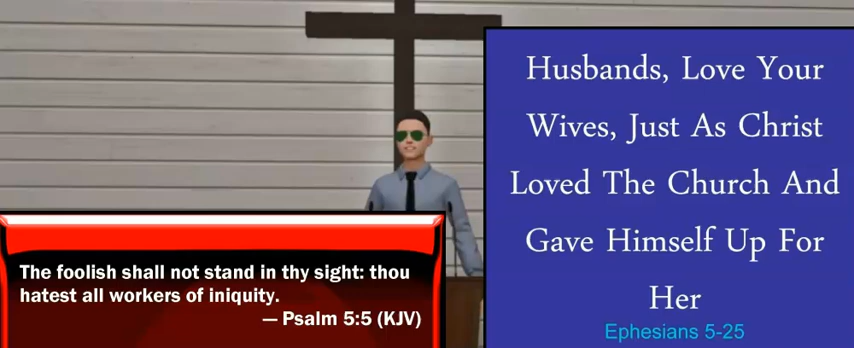 Husbands, Love Your
Wives, Just As Christ
Loved The Church And
Gave Himself Up For
Her
Ephesians 5-25
The foolish shall not stand in thy sight: thou
hatest all workers of iniquity.
— Psalm 5:5 (KJV)